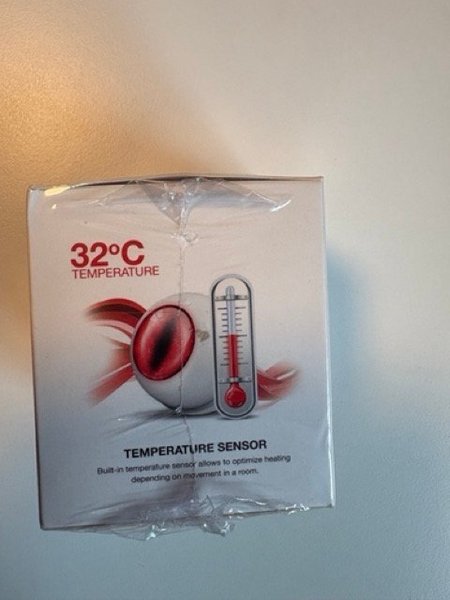 32°C
TEMPERATURE
TEMPERATURE SENSOR
Built-in temperature sensor allows to optimize heating
depending on movement in a room.